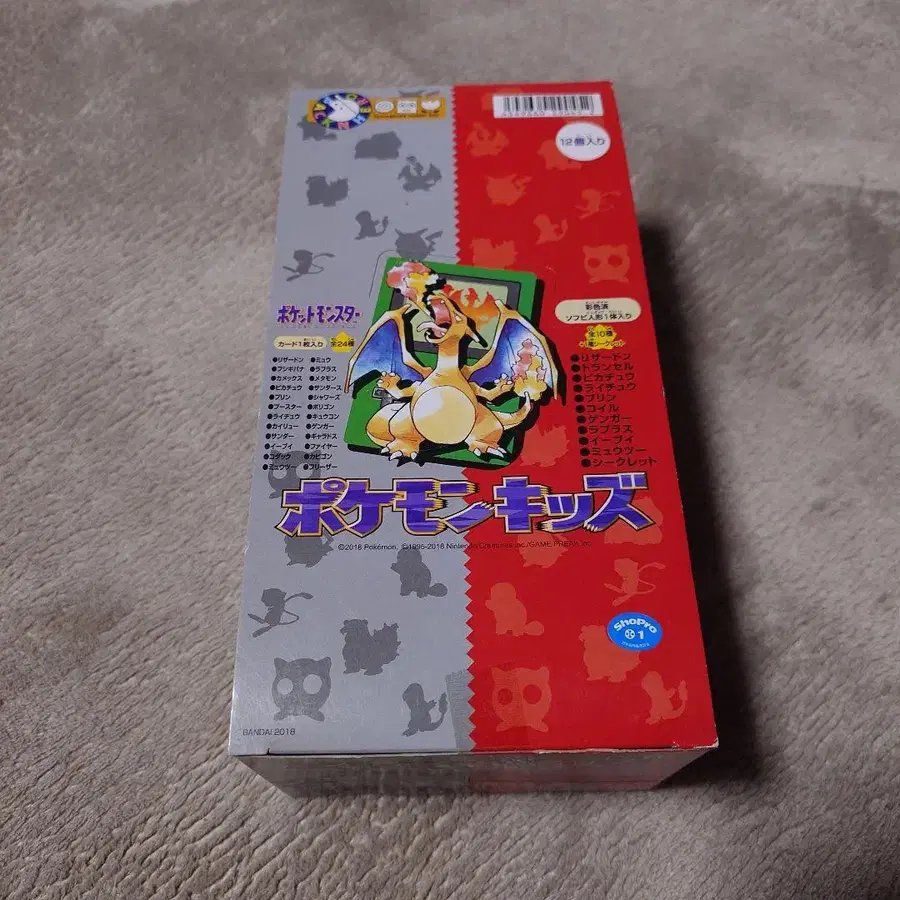 12個入り
ポケットモンスター
カード1枚入り 全24種
●リザードン ●ミュウ
●フシギバナ ●ラプラス
●カメックス ●メタモン
●ピカチュウ ●サンダース
●プリン ●シャワーズ
●ブースター ●ポリゴン
●ライチュウ ●キュウコン
●カイリュー ●ゲンガー
●サンダー ●ギャラドス
●イーブイ ●ファイヤー
●コダック ●カビゴン
●ミュウツー ●フリーザー
彩色済
ソフビ人形1体入り
全10種
+1種シークレット
●リザードン
●トランセル
●ピカチュウ
●ライチュウ
●プリン
●コイル
●ゲンガー
●ラプラス
●イーブイ
●ミュウツー
●シークレット
ポケモンキッズ
©2018 Pokémon. ©1995-2018 Nintendo/Creatures Inc./GAME FREAK inc.
ShoPro
1
BANDAI 2018